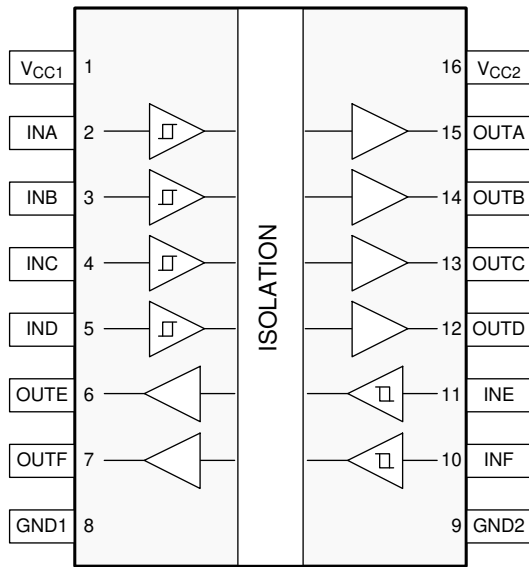 VCC1 1 16 VCC2
INA 2 15 OUTA
INB 3 14 OUTB
INC 4 13 OUTC
IND 5 12 OUTD
OUTE 6 11 INE
OUTF 7 10 INF
GND1 8 9 GND2
ISOLATION